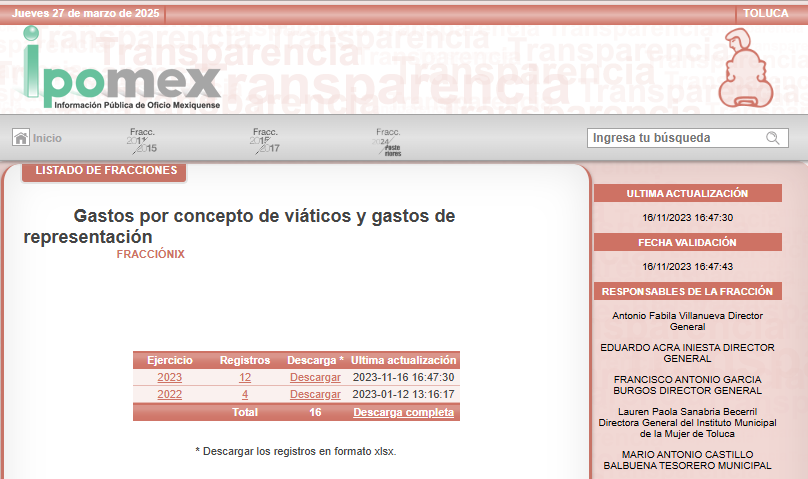 Jueves 27 de marzo de 2025
TOLUCA
ipomex
Información Pública de Oficio Mexiquense
Transparencia
Inicio
Fracc.
2015
Fracc.
2017
Fracc.
2024
Ingresa tu búsqueda
LISTADO DE FRACCIONES
Gastos por concepto de viáticos y gastos de
representación
FRACCIÓNIX
Ejercicio Registros Descarga * Ultima actualización
2023 12 Descargar 2023-11-16 16:47:30
2022 4 Descargar 2023-01-12 13:16:17
Total 16 Descarga completa
* Descargar los registros en formato xlsx.
ULTIMA ACTUALIZACIÓN
16/11/2023 16:47:30
FECHA VALIDACIÓN
16/11/2023 16:47:43
RESPONSABLES DE LA FRACCIÓN
Antonio Fabila Villanueva Director
General
EDUARDO ACRA INIESTA DIRECTOR
GENERAL
FRANCISCO ANTONIO GARCIA
BURGOS DIRECTOR GENERAL
Lauren Paola Sanabria Becerril
Directora General del Instituto Municipal
de la Mujer de Toluca
MARIO ANTONIO CASTILLO
BALBUENA TESORERO MUNICIPAL